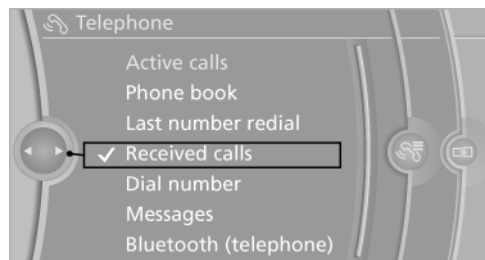 Telephone
Active calls
Phone book
Last number redial
Received calls
Dial number
Messages
Bluetooth (telephone)